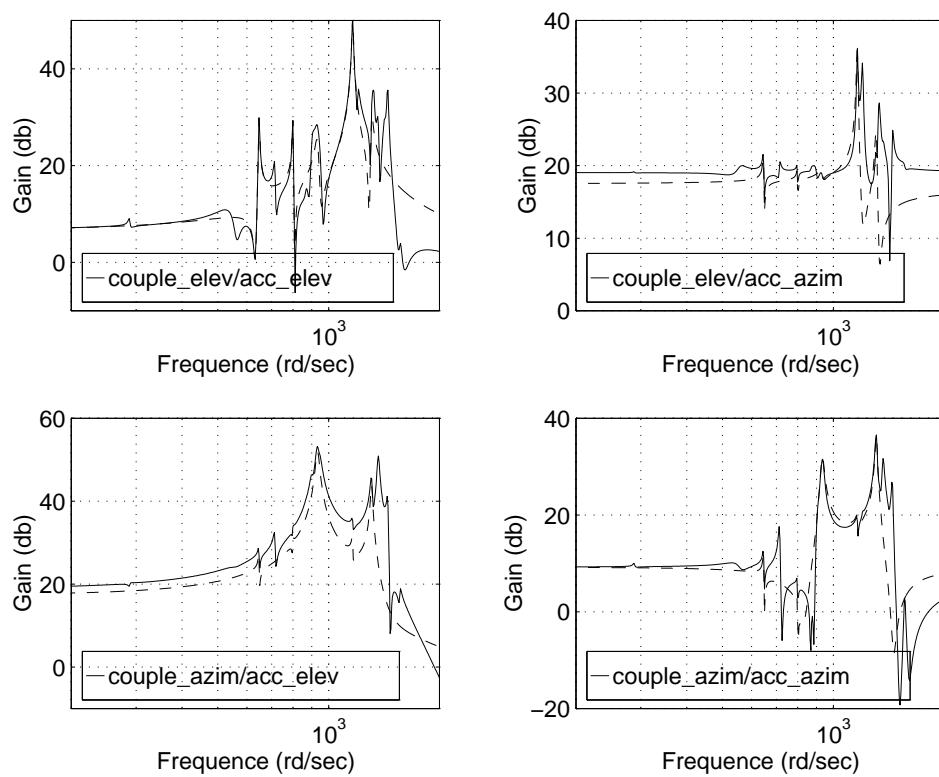 40
20
0
Gain (db)
couple_elev/acc_elev
10^3
Frequence (rd/sec)
40
30
20
10
0
Gain (db)
couple_elev/acc_azim
10^3
Frequence (rd/sec)
60
40
20
0
Gain (db)
couple_azim/acc_elev
10^3
Frequence (rd/sec)
40
20
0
−20
Gain (db)
couple_azim/acc_azim
10^3
Frequence (rd/sec)